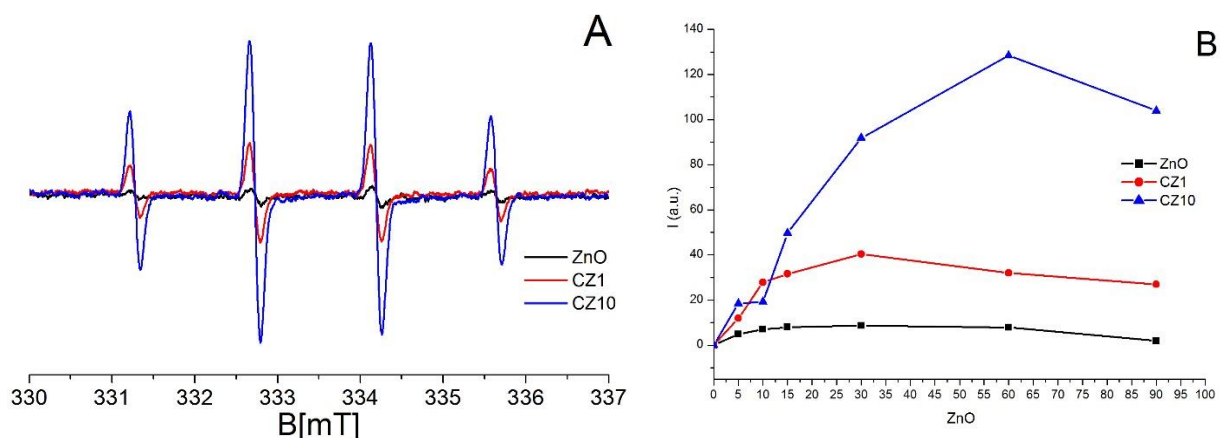 A
ZnO
CZ1
CZ10
330 331 332 333 334 335 336 337
B[mT]
B
140
120
100
80
60
40
20
0
I (a.u.)
ZnO
CZ1
CZ10
0 5 10 15 20 25 30 35 40 45 50 55 60 65 70 75 80 85 90 95 100
ZnO